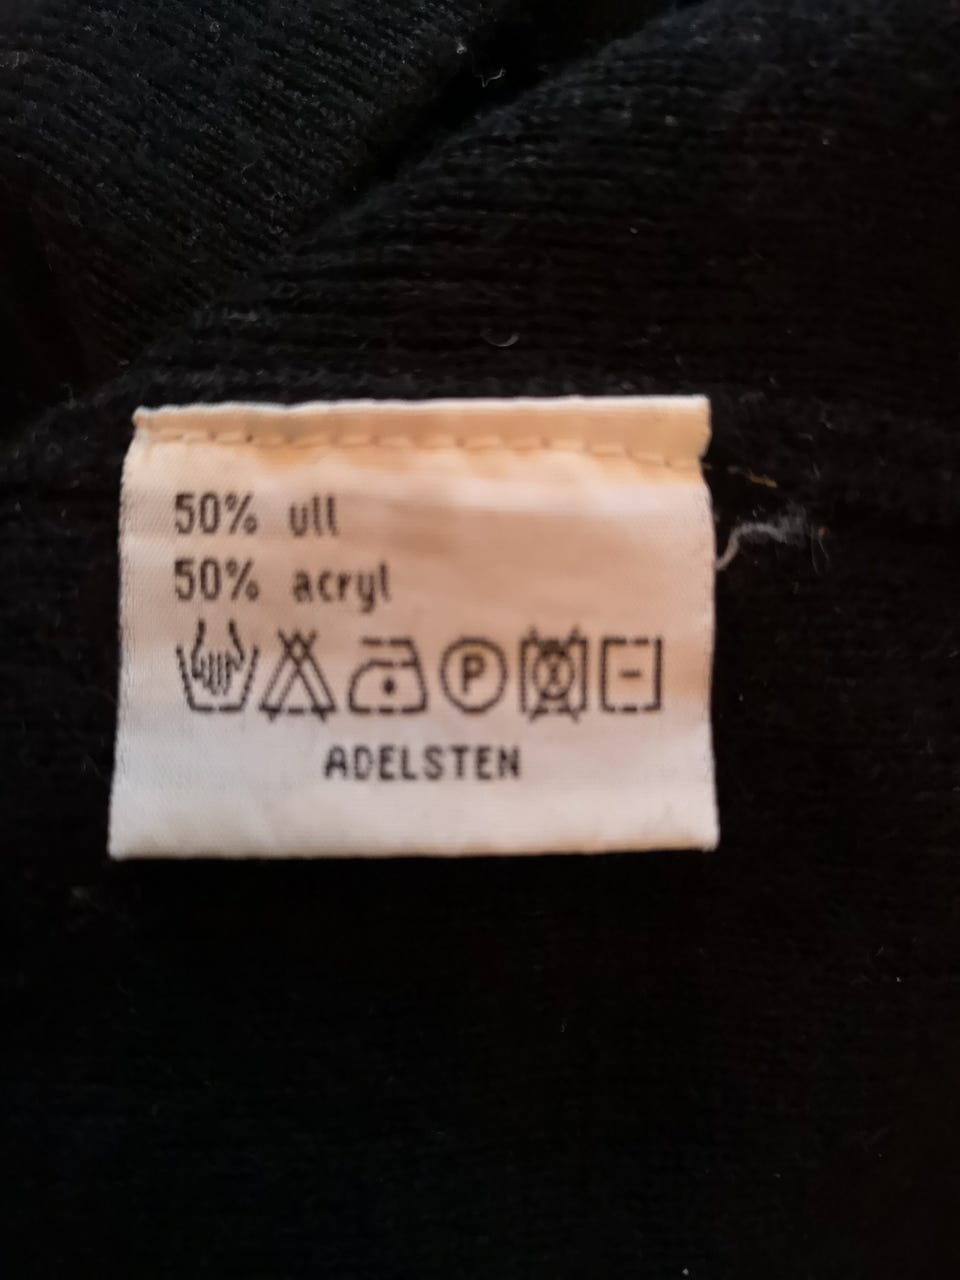 50% ull
50% acryl
P
ADELSTEN